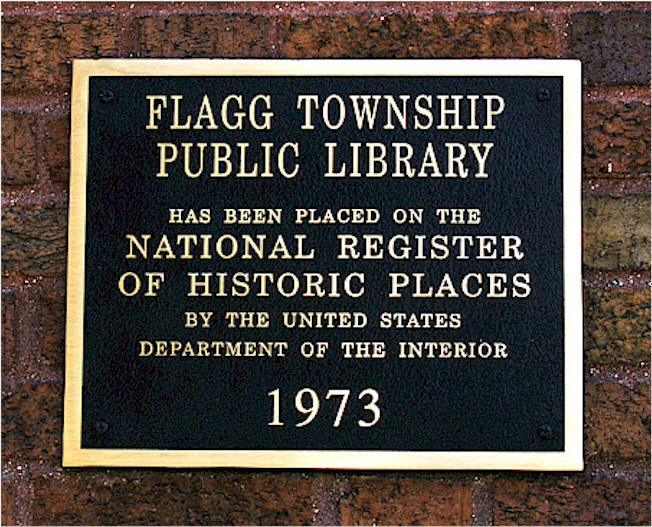 FLAGG TOWNSHIP
PUBLIC LIBRARY
HAS BEEN PLACED ON THE
NATIONAL REGISTER
OF HISTORIC PLACES
BY THE UNITED STATES
DEPARTMENT OF THE INTERIOR
1973